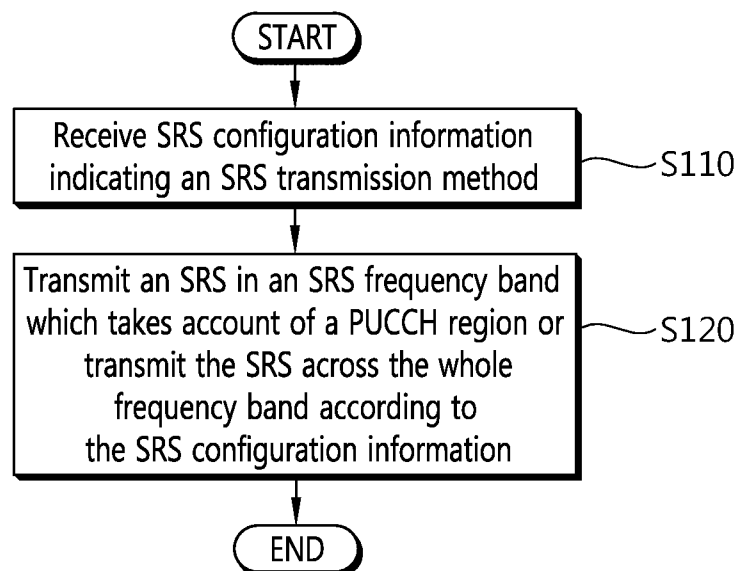 START
Receive SRS configuration information
indicating an SRS transmission method
S110
Transmit an SRS in an SRS frequency band
which takes account of a PUCCH region or
transmit the SRS across the whole
frequency band according to
the SRS configuration information
S120
END